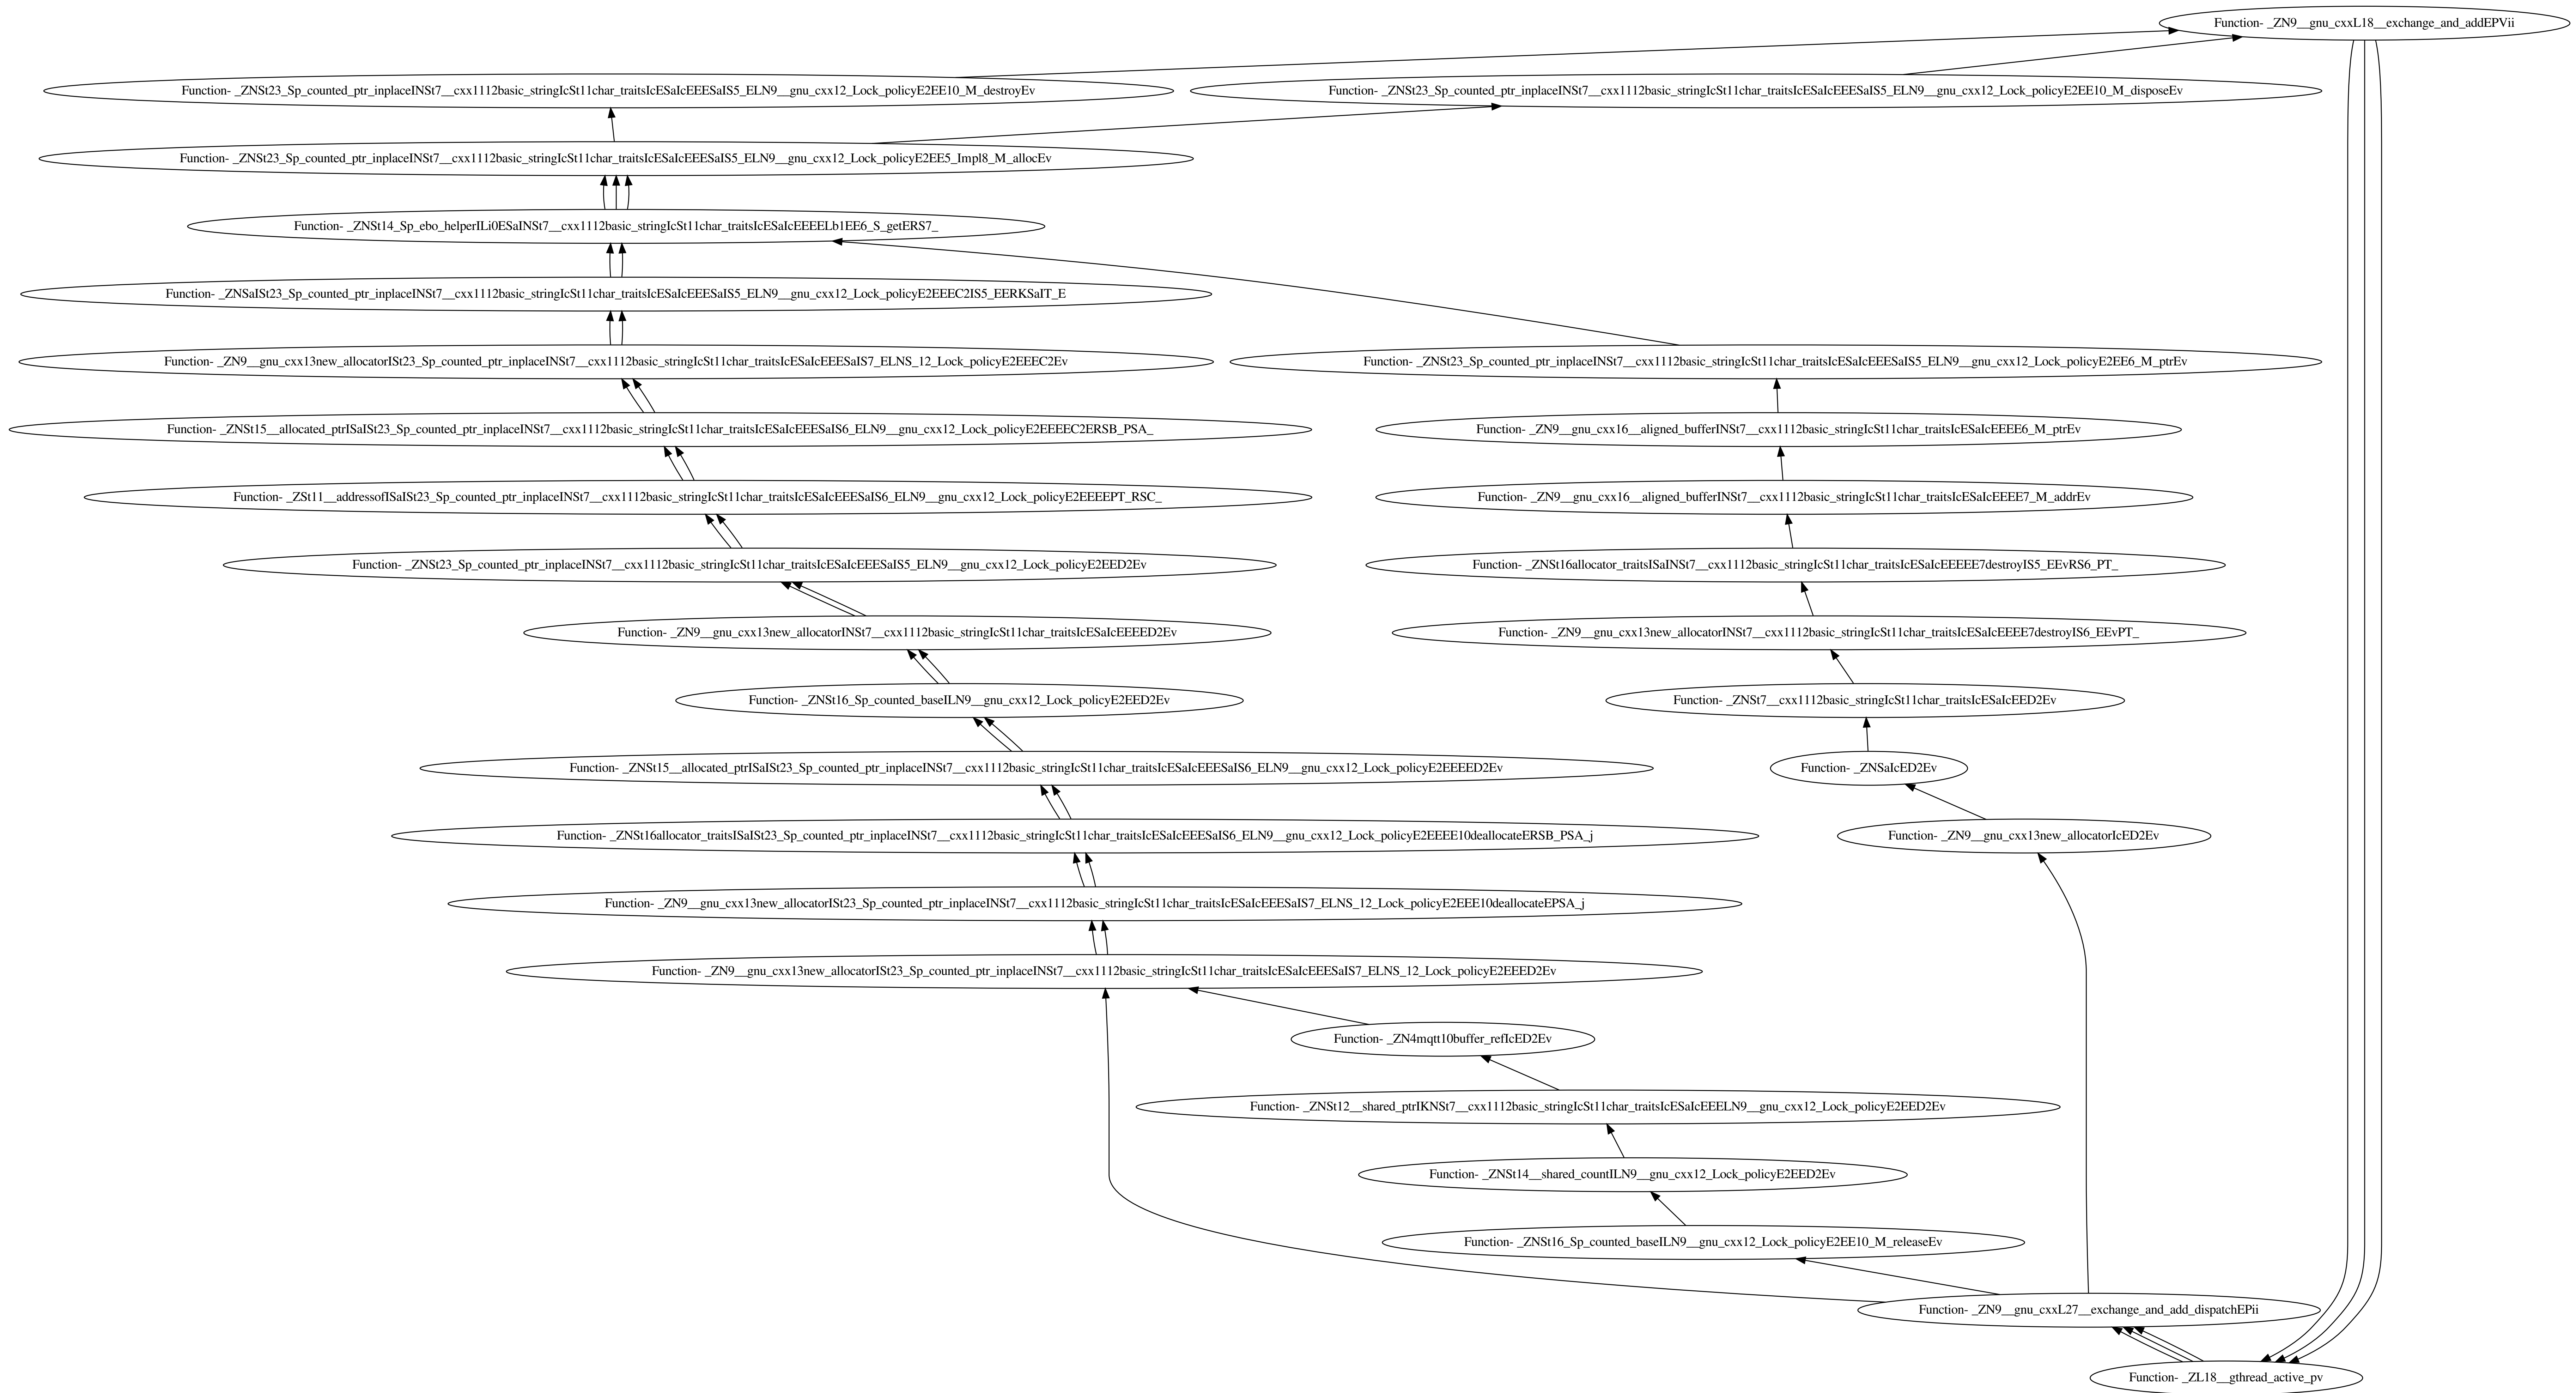 Function- _ZN9__gnu_cxxL18__exchange_and_addEPVii
Function- _ZNSt23_Sp_counted_ptr_inplaceINSt7__cxx1112basic_stringIcSt11char_traitsIcESaIcEEESaIS5_ELN9__gnu_cxx12_Lock_policyE2EE10_M_destroyEv
Function- _ZNSt23_Sp_counted_ptr_inplaceINSt7__cxx1112basic_stringIcSt11char_traitsIcESaIcEEESaIS5_ELN9__gnu_cxx12_Lock_policyE2EE10_M_disposeEv
Function- _ZNSt23_Sp_counted_ptr_inplaceINSt7__cxx1112basic_stringIcSt11char_traitsIcESaIcEEESaIS5_ELN9__gnu_cxx12_Lock_policyE2EE5_Impl8_M_allocEv
Function- _ZNSt14_Sp_ebo_helperILi0ESaINSt7__cxx1112basic_stringIcSt11char_traitsIcESaIcEEEELb1EE6_S_getERS7_
Function- _ZNSaISt23_Sp_counted_ptr_inplaceINSt7__cxx1112basic_stringIcSt11char_traitsIcESaIcEEESaIS5_ELN9__gnu_cxx12_Lock_policyE2EEEC2IS5_EERKSaIT_E
Function- _ZN9__gnu_cxx13new_allocatorISt23_Sp_counted_ptr_inplaceINSt7__cxx1112basic_stringIcSt11char_traitsIcESaIcEEESaIS7_ELNS_12_Lock_policyE2EEEC2Ev
Function- _ZNSt23_Sp_counted_ptr_inplaceINSt7__cxx1112basic_stringIcSt11char_traitsIcESaIcEEESaIS5_ELN9__gnu_cxx12_Lock_policyE2EE6_M_ptrEv
Function- _ZNSt15__allocated_ptrISaISt23_Sp_counted_ptr_inplaceINSt7__cxx1112basic_stringIcSt11char_traitsIcESaIcEEESaIS6_ELN9__gnu_cxx12_Lock_policyE2EEEEC2ERSB_PSA_
Function- _ZN9__gnu_cxx16__aligned_bufferINSt7__cxx1112basic_stringIcSt11char_traitsIcESaIcEEEE6_M_ptrEv
Function- _ZSt11__addressofISaISt23_Sp_counted_ptr_inplaceINSt7__cxx1112basic_stringIcSt11char_traitsIcESaIcEEESaIS6_ELN9__gnu_cxx12_Lock_policyE2EEEEPT_RSC_
Function- _ZN9__gnu_cxx16__aligned_bufferINSt7__cxx1112basic_stringIcSt11char_traitsIcESaIcEEEE7_M_addrEv
Function- _ZNSt23_Sp_counted_ptr_inplaceINSt7__cxx1112basic_stringIcSt11char_traitsIcESaIcEEESaIS5_ELN9__gnu_cxx12_Lock_policyE2EED2Ev
Function- _ZNSt16allocator_traitsISaINSt7__cxx1112basic_stringIcSt11char_traitsIcESaIcEEEEE7destroyIS5_EEvRS6_PT_
Function- _ZN9__gnu_cxx13new_allocatorINSt7__cxx1112basic_stringIcSt11char_traitsIcESaIcEEEED2Ev
Function- _ZN9__gnu_cxx13new_allocatorINSt7__cxx1112basic_stringIcSt11char_traitsIcESaIcEEEE7destroyIS6_EEvPT_
Function- _ZNSt16_Sp_counted_baseILN9__gnu_cxx12_Lock_policyE2EED2Ev
Function- _ZNSt7__cxx1112basic_stringIcSt11char_traitsIcESaIcEED2Ev
Function- _ZNSt15__allocated_ptrISaISt23_Sp_counted_ptr_inplaceINSt7__cxx1112basic_stringIcSt11char_traitsIcESaIcEEESaIS6_ELN9__gnu_cxx12_Lock_policyE2EEEED2Ev
Function- _ZNSaIcED2Ev
Function- _ZNSt16allocator_traitsISaISt23_Sp_counted_ptr_inplaceINSt7__cxx1112basic_stringIcSt11char_traitsIcESaIcEEESaIS6_ELN9__gnu_cxx12_Lock_policyE2EEEE10deallocateERSB_PSA_j
Function- _ZN9__gnu_cxx13new_allocatorIcED2Ev
Function- _ZN9__gnu_cxx13new_allocatorISt23_Sp_counted_ptr_inplaceINSt7__cxx1112basic_stringIcSt11char_traitsIcESaIcEEESaIS7_ELNS_12_Lock_policyE2EEE10deallocateEPSA_j
Function- _ZN9__gnu_cxx13new_allocatorISt23_Sp_counted_ptr_inplaceINSt7__cxx1112basic_stringIcSt11char_traitsIcESaIcEEESaIS7_ELNS_12_Lock_policyE2EEED2Ev
Function- _ZN4mqtt10buffer_refIcED2Ev
Function- _ZNSt12__shared_ptrIKNSt7__cxx1112basic_stringIcSt11char_traitsIcESaIcEEELN9__gnu_cxx12_Lock_policyE2EED2Ev
Function- _ZNSt14__shared_countILN9__gnu_cxx12_Lock_policyE2EED2Ev
Function- _ZNSt16_Sp_counted_baseILN9__gnu_cxx12_Lock_policyE2EE10_M_releaseEv
Function- _ZN9__gnu_cxxL27__exchange_and_add_dispatchEPii
Function- _ZL18__gthread_active_pv